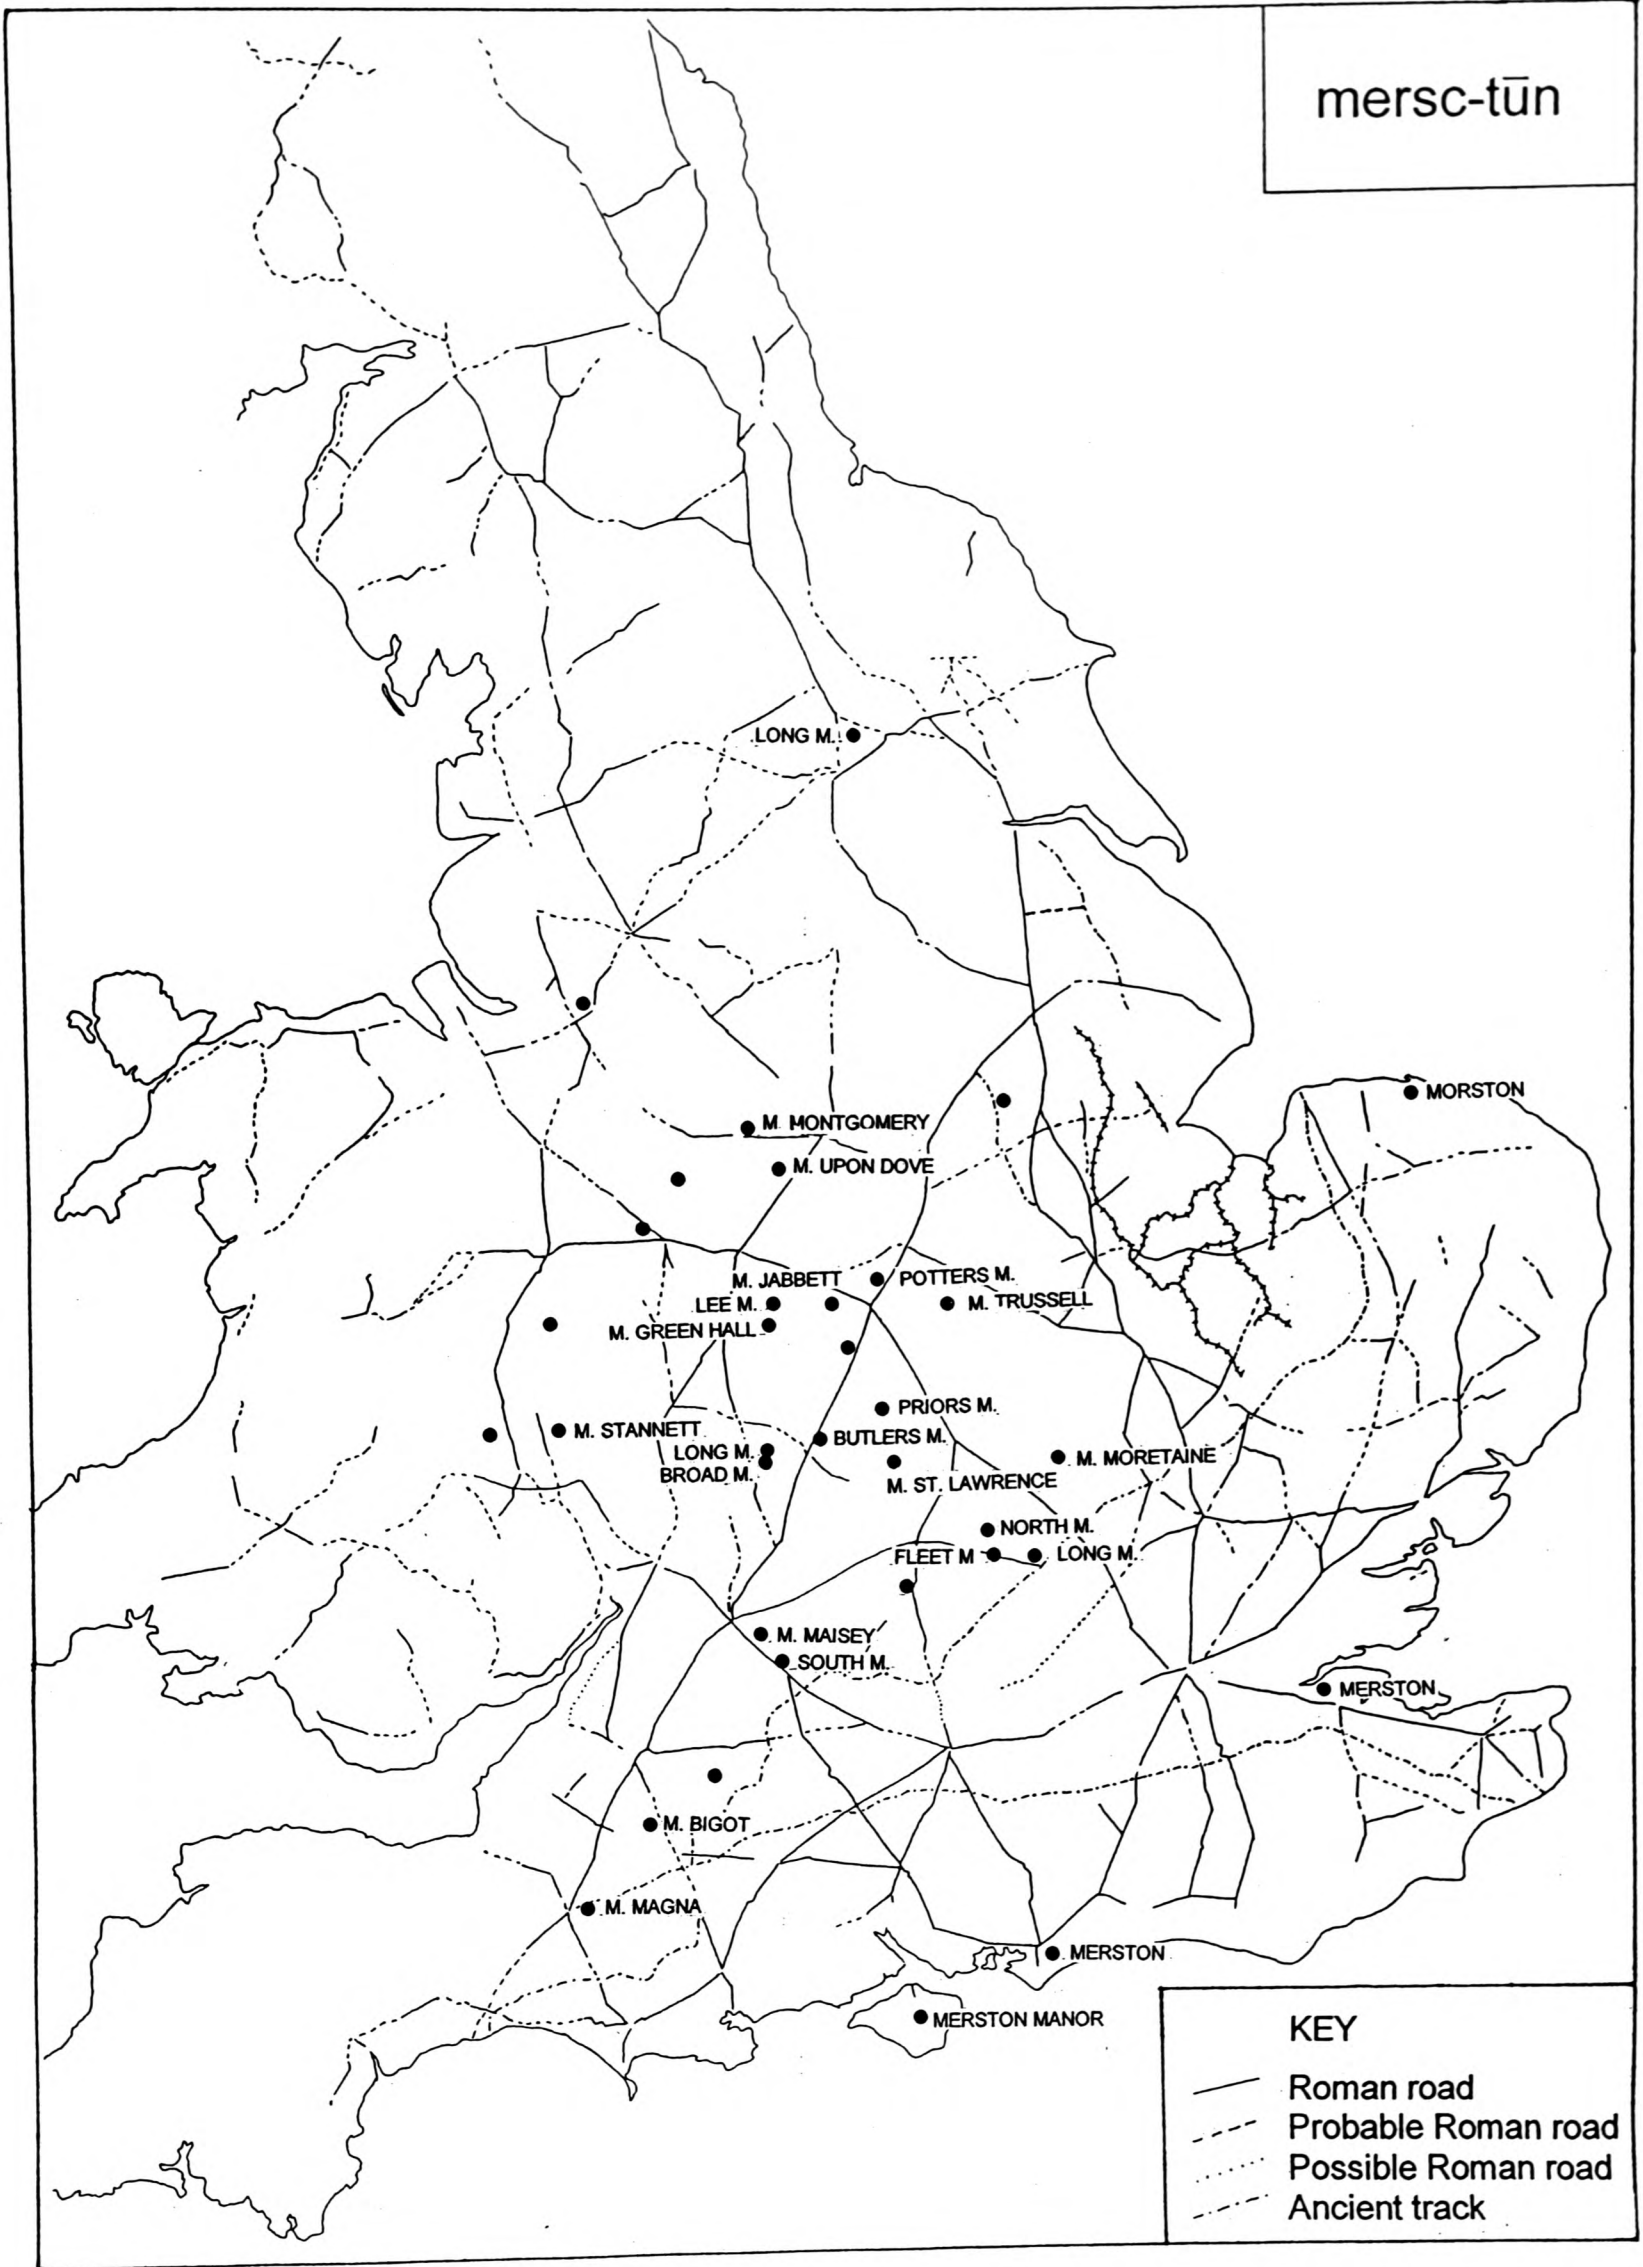 mersc-tūn
LONG M.
MORSTON
M. MONTGOMERY
M. UPON DOVE
M. JABBETT
POTTERS M.
LEE M.
M. TRUSSELL
M. GREEN HALL
PRIORS M.
M. STANNETT
BUTLERS M.
LONG M.
M. MORETAINE
BROAD M.
M. ST. LAWRENCE
NORTH M.
FLEET M
LONG M.
M. MAISEY
SOUTH M.
MERSTON
M. BIGOT
M. MAGNA
MERSTON
MERSTON MANOR
KEY
Roman road
Probable Roman road
Possible Roman road
Ancient track